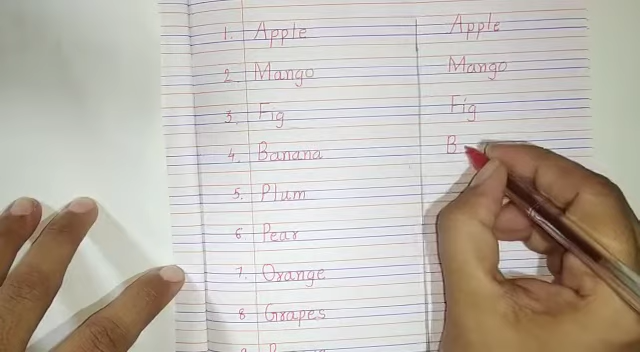 1. Apple Apple
2. Mango Mango
3. Fig Fig
4. Banana B
5. Plum
6 Pear
7. Orange
8 Grapes